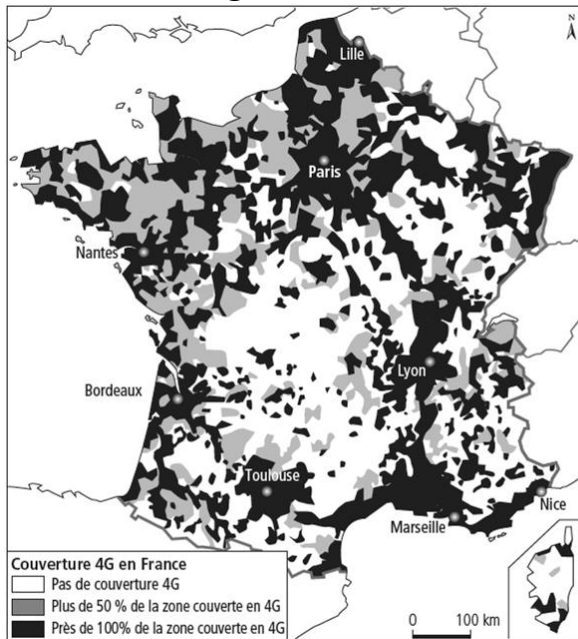 N
Lille
Paris
Nantes
Lyon
Bordeaux
Toulouse
Nice
Marseille
Couverture 4G en France
Pas de couverture 4G
Plus de 50 % de la zone couverte en 4G
Près de 100% de la zone couverte en 4G
0 100 km